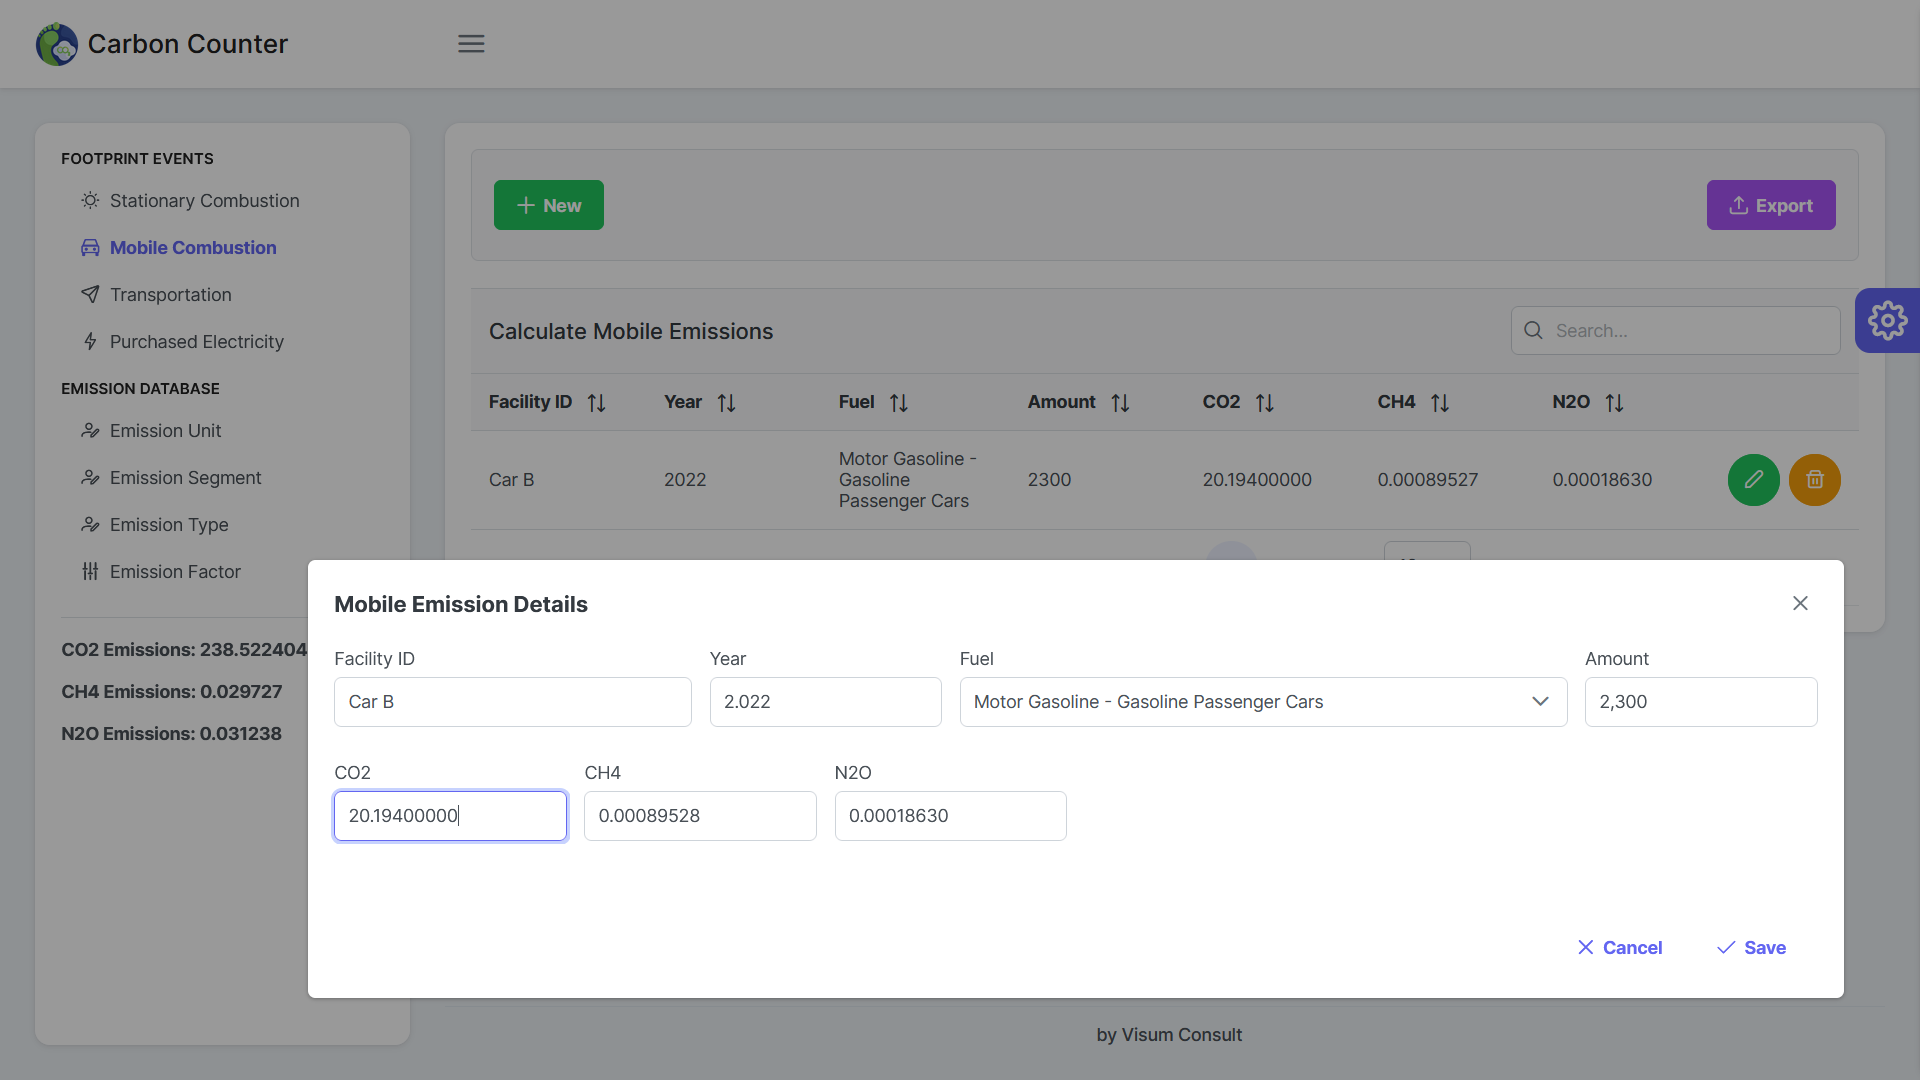 Carbon Counter
FOOTPRINT EVENTS
Stationary Combustion
Mobile Combustion
Transportation
Purchased Electricity
EMISSION DATABASE
Emission Unit
Emission Segment
Emission Type
Emission Factor
CO2 Emissions: 238.522404
CH4 Emissions: 0.029727
N2O Emissions: 0.031238
New
Export
Calculate Mobile Emissions
Search...
Facility ID Year Fuel Amount CO2 CH4 N2O
Car B 2022 Motor Gasoline - Gasoline Passenger Cars 2300 20.19400000 0.00089527 0.00018630
Mobile Emission Details
Facility ID Year Fuel Amount
Car B 2.022 Motor Gasoline - Gasoline Passenger Cars 2,300
CO2 CH4 N2O
20.19400000 0.00089528 0.00018630
Cancel Save
by Visum Consult